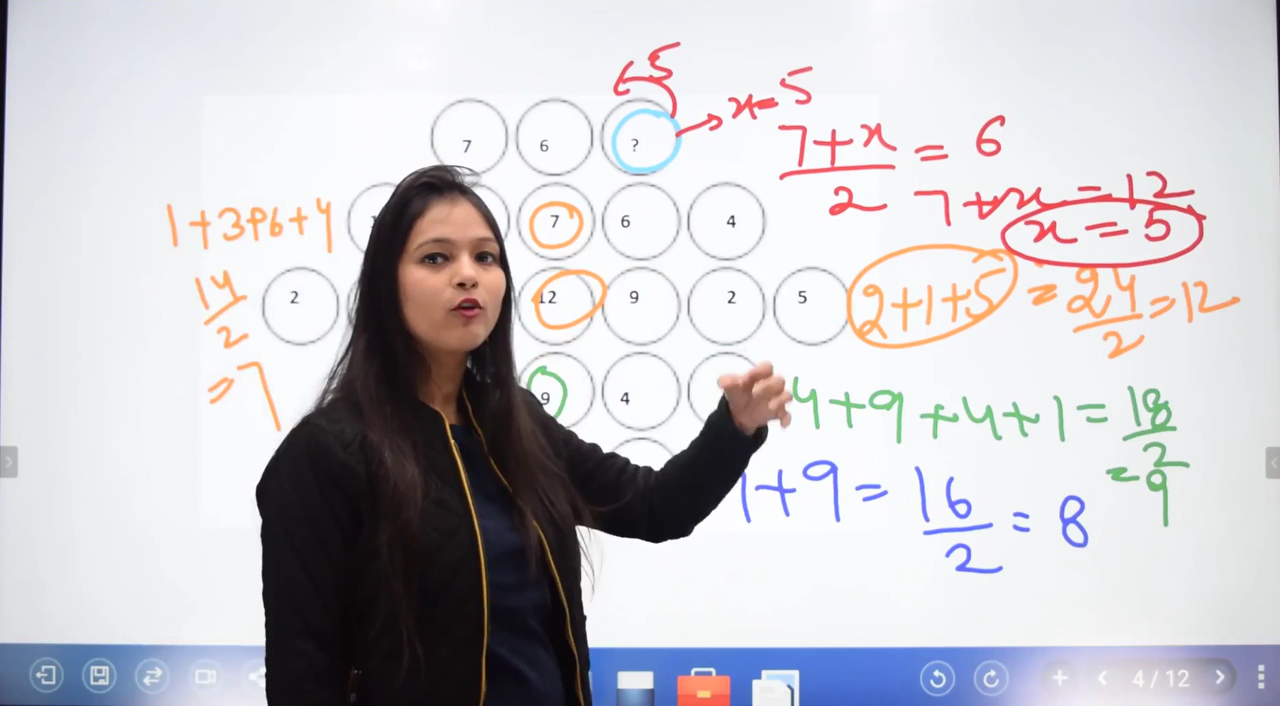 5
x=5
7 6 ?
7+x/2 = 6
7+x=12
x=5
1+3+6+4
14/2
=7
7 6 4
2 12 9 2 5
2+1+5 = 24/2=12
9 4
4+9+4+1=18/2
=9
+9=16/2=8
4/12